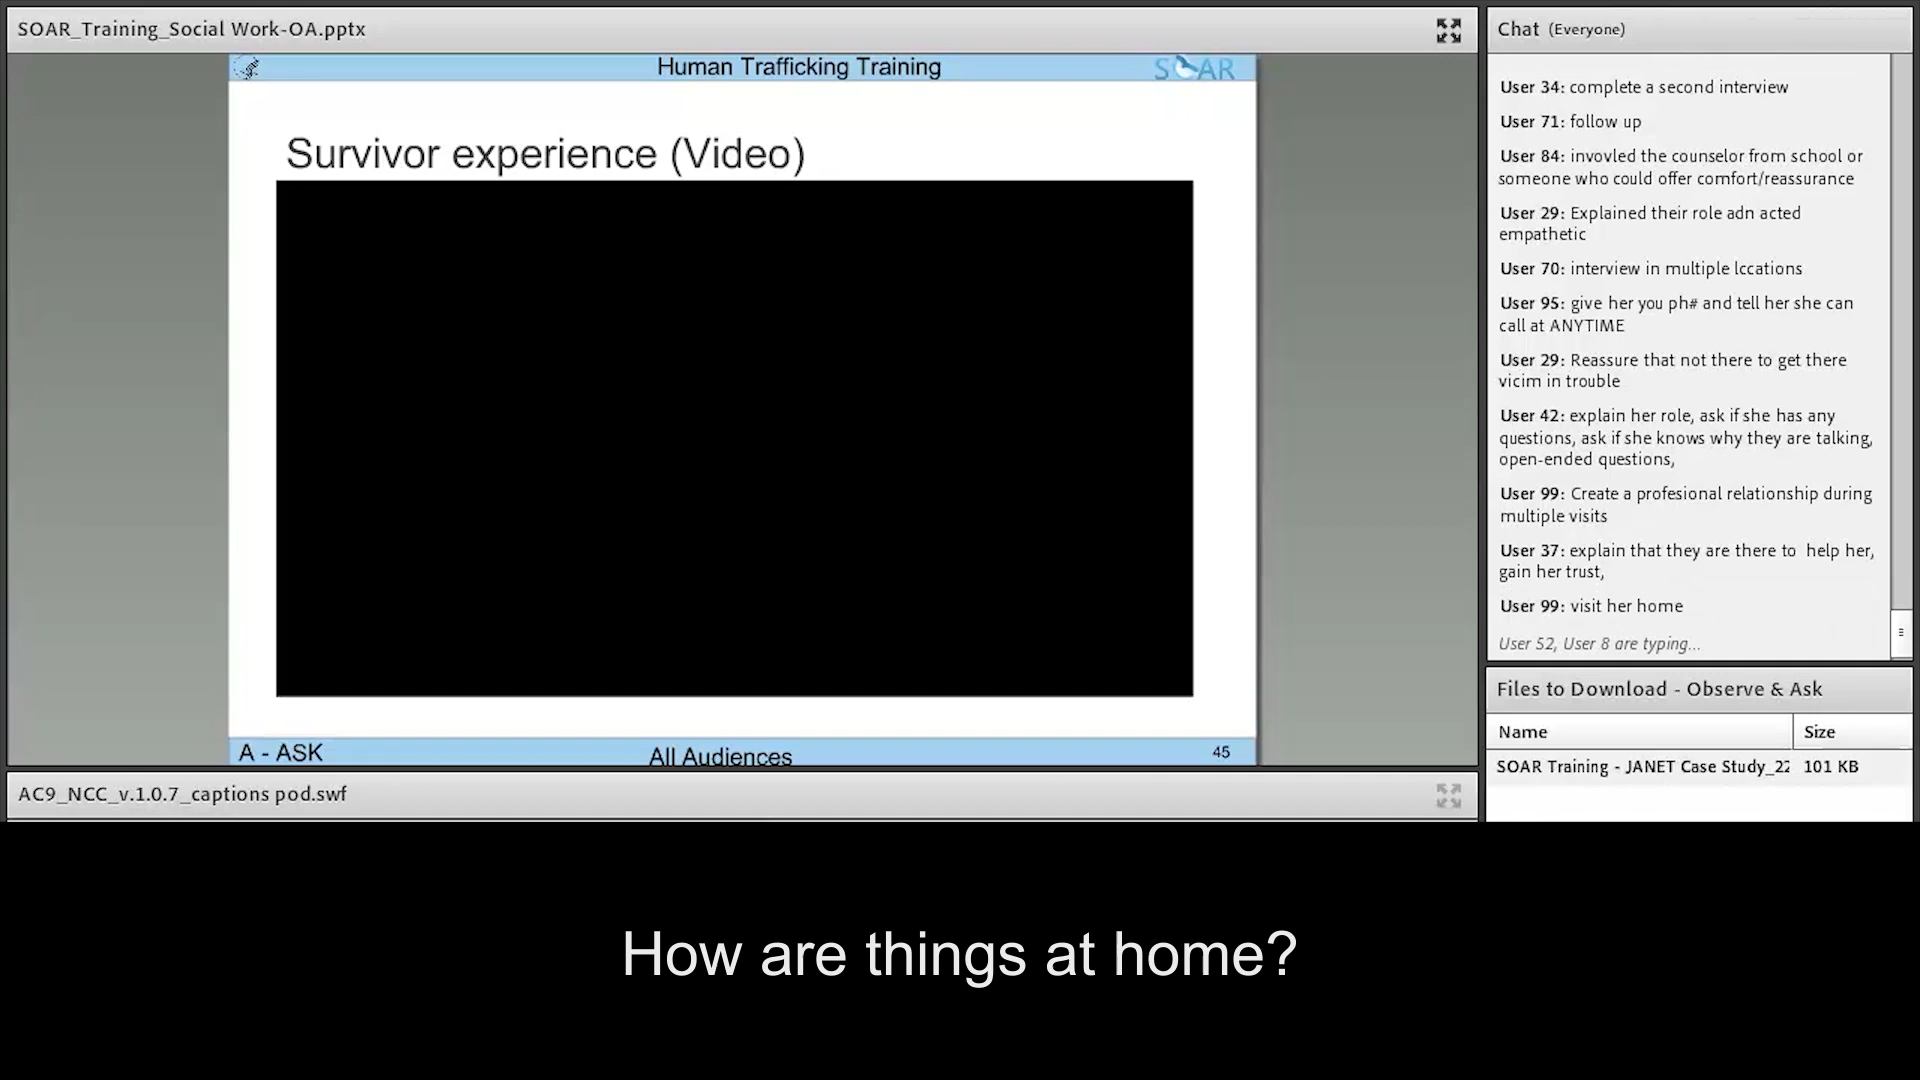 SOAR_Training_Social Work-OA.pptx
Human Trafficking Training
SOAR
Survivor experience (Video)
A - ASK
All Audiences
45
AC9_NCC_v.1.0.7_captions pod.swf
How are things at home?
Chat (Everyone)
User 34: complete a second interview
User 71: follow up
User 84: invovled the counselor from school or
someone who could offer comfort/reassurance
User 29: Explained their role adn acted
empathetic
User 70: interview in multiple lccations
User 95: give her you ph# and tell her she can
call at ANYTIME
User 29: Reassure that not there to get there
vicim in trouble
User 42: explain her role, ask if she has any
questions, ask if she knows why they are talking,
open-ended questions,
User 99: Create a profesional relationship during
multiple visits
User 37: explain that they are there to  help her,
gain her trust,
User 99: visit her home
User 52, User 8 are typing...
Files to Download - Observe & Ask
Name Size
SOAR Training - JANET Case Study_22 101 KB